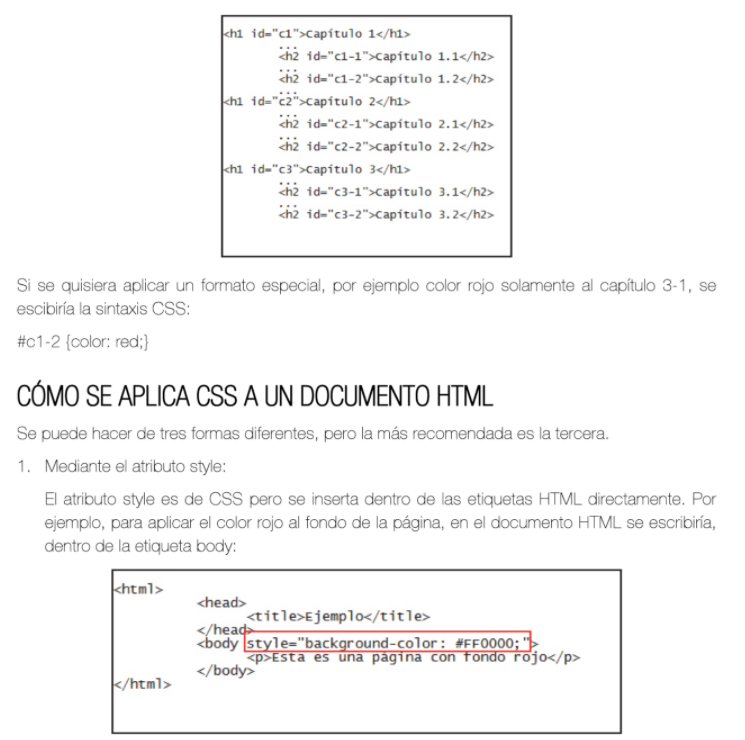 <h1 id="c1">Capítulo 1</h1>
...
<h2 id="c1-1">Capítulo 1.1</h2>
...
<h2 id="c1-2">Capítulo 1.2</h2>
...
<h1 id="c2">Capítulo 2</h1>
...
<h2 id="c2-1">Capítulo 2.1</h2>
...
<h2 id="c2-2">Capítulo 2.2</h2>
<h1 id="c3">Capítulo 3</h1>
...
<h2 id="c3-1">Capítulo 3.1</h2>
...
<h2 id="c3-2">Capítulo 3.2</h2>
Si se quisiera aplicar un formato especial, por ejemplo color rojo solamente al capítulo 3-1, se
escibiría la sintaxis CSS:
#c1-2 {color: red;}
CÓMO SE APLICA CSS A UN DOCUMENTO HTML
Se puede hacer de tres formas diferentes, pero la más recomendada es la tercera.
1. Mediante el atributo style:
El atributo style es de CSS pero se inserta dentro de las etiquetas HTML directamente. Por
ejemplo, para aplicar el color rojo al fondo de la página, en el documento HTML se escribiría,
dentro de la etiqueta body:
<html>
<head>
<title>Ejemplo</title>
</head>
<body style="background-color: #FF0000;">
<p>Esta es una página con fondo rojo</p>
</body>
</html>